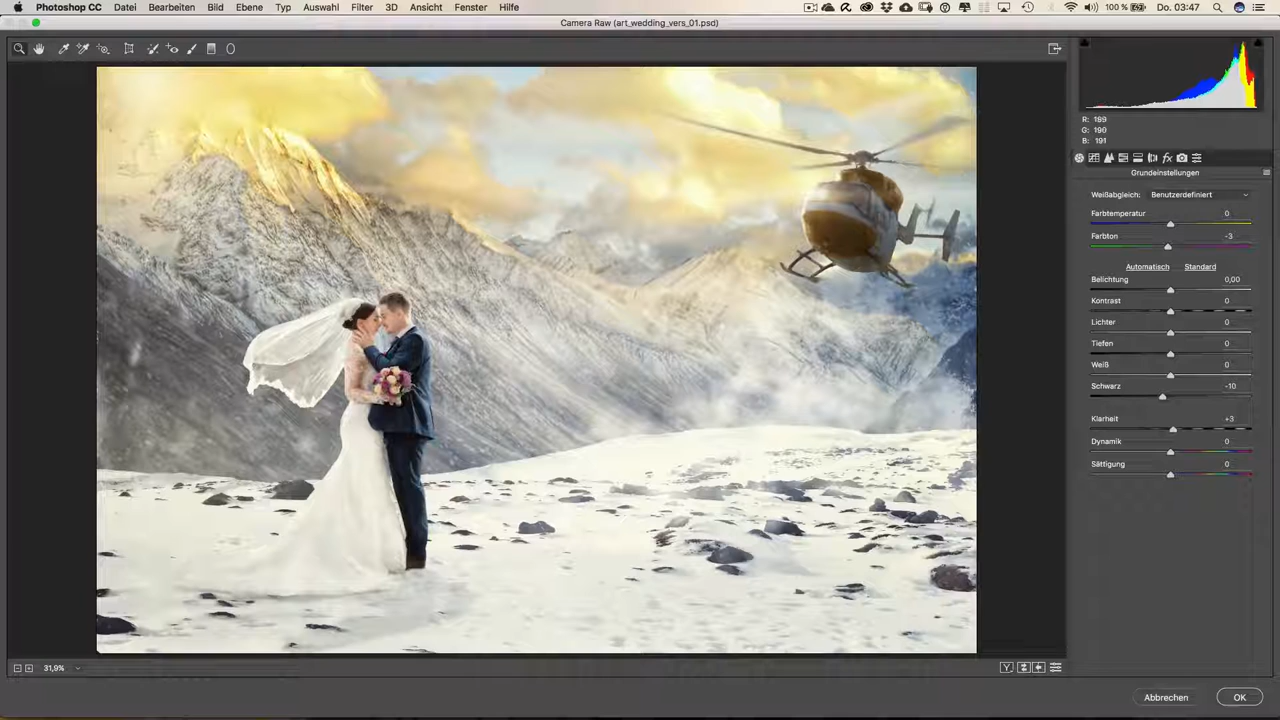 Photoshop CC Datei Bearbeiten Bild Ebene Typ Auswahl Filter 3D Ansicht Fenster Hilfe 100 % Do. 03:47
Camera Raw (art_wedding_vers_01.psd)
R: 189
G: 190
B: 191
fx
Grundeinstellungen
Weißabgleich: Benutzerdefiniert
Farbtemperatur 0
Farbton -3
Automatisch Standard
Belichtung 0,00
Kontrast 0
Lichter 0
Tiefen 0
Weiß 0
Schwarz -10
Klarheit +3
Dynamik 0
Sättigung 0
31,9% Y
Abbrechen OK